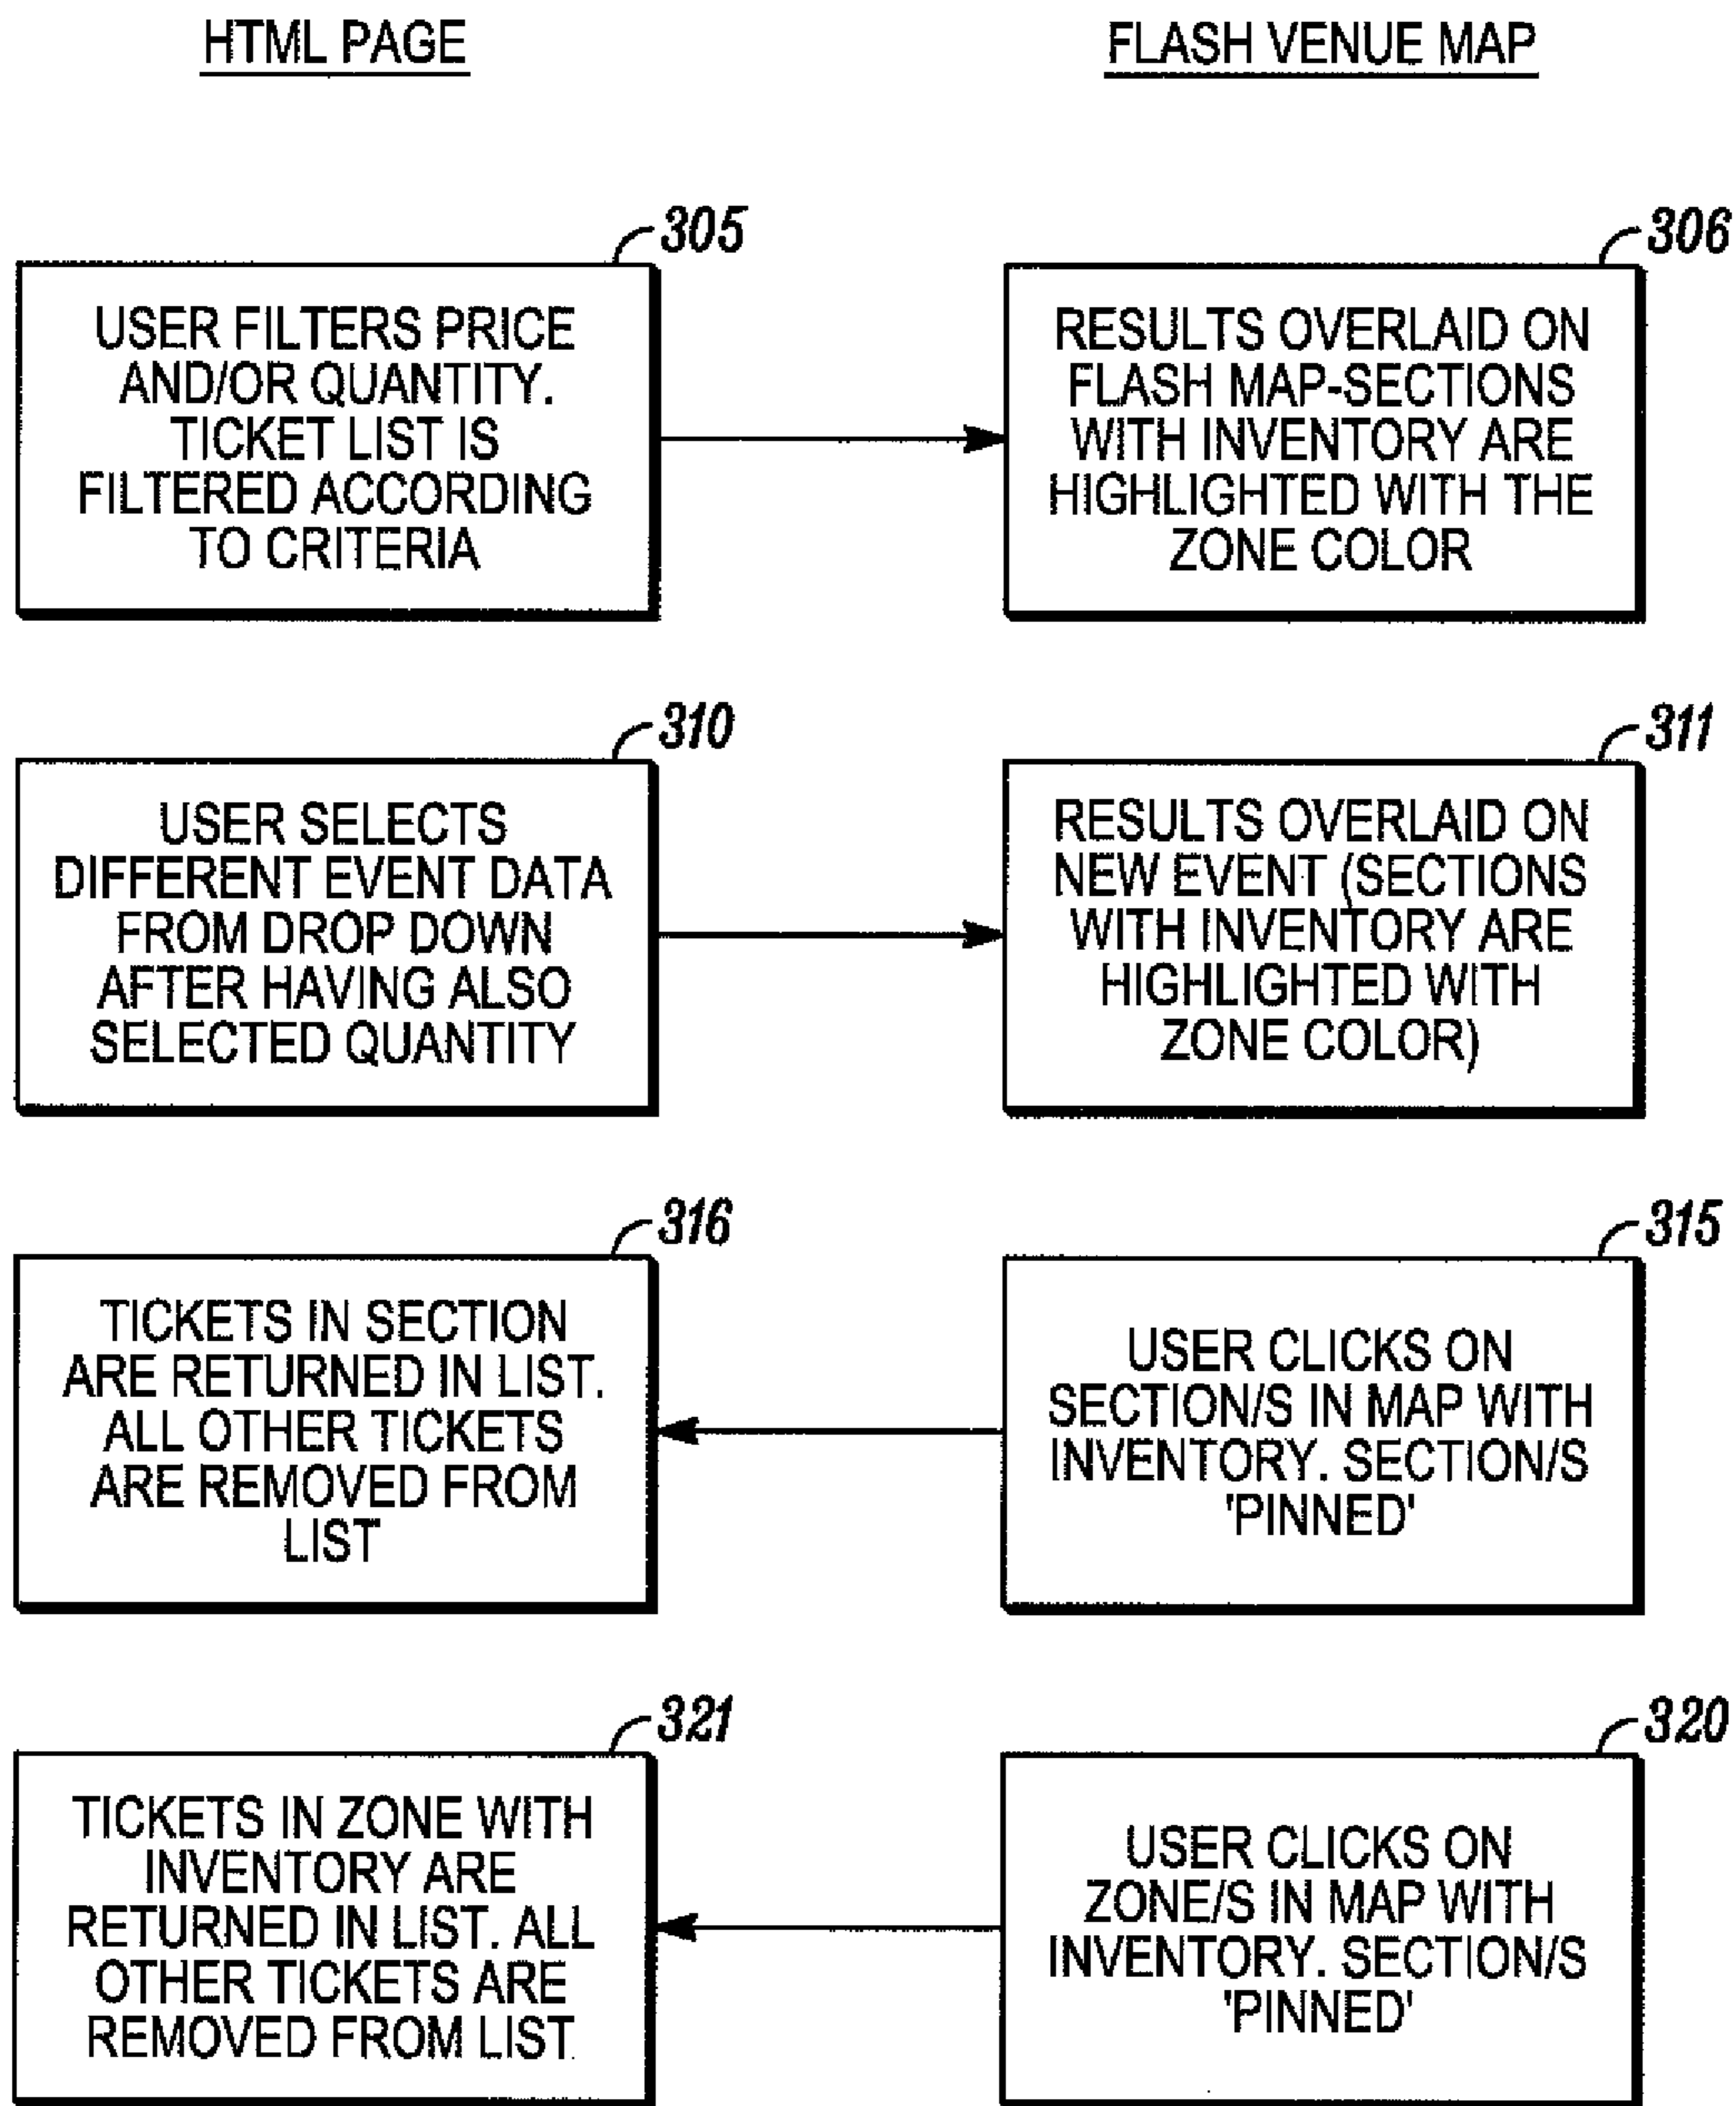 HTML PAGE
FLASH VENUE MAP
305
USER FILTERS PRICE
AND/OR QUANTITY.
TICKET LIST IS
FILTERED ACCORDING
TO CRITERIA
306
RESULTS OVERLAID ON
FLASH MAP-SECTIONS
WITH INVENTORY ARE
HIGHLIGHTED WITH THE
ZONE COLOR
310
USER SELECTS
DIFFERENT EVENT DATA
FROM DROP DOWN
AFTER HAVING ALSO
SELECTED QUANTITY
311
RESULTS OVERLAID ON
NEW EVENT (SECTIONS
WITH INVENTORY ARE
HIGHLIGHTED WITH
ZONE COLOR)
316
TICKETS IN SECTION
ARE RETURNED IN LIST.
ALL OTHER TICKETS
ARE REMOVED FROM
LIST
315
USER CLICKS ON
SECTION/S IN MAP WITH
INVENTORY. SECTION/S
'PINNED'
321
TICKETS IN ZONE WITH
INVENTORY ARE
RETURNED IN LIST. ALL
OTHER TICKETS ARE
REMOVED FROM LIST
320
USER CLICKS ON
ZONE/S IN MAP WITH
INVENTORY. SECTION/S
'PINNED'